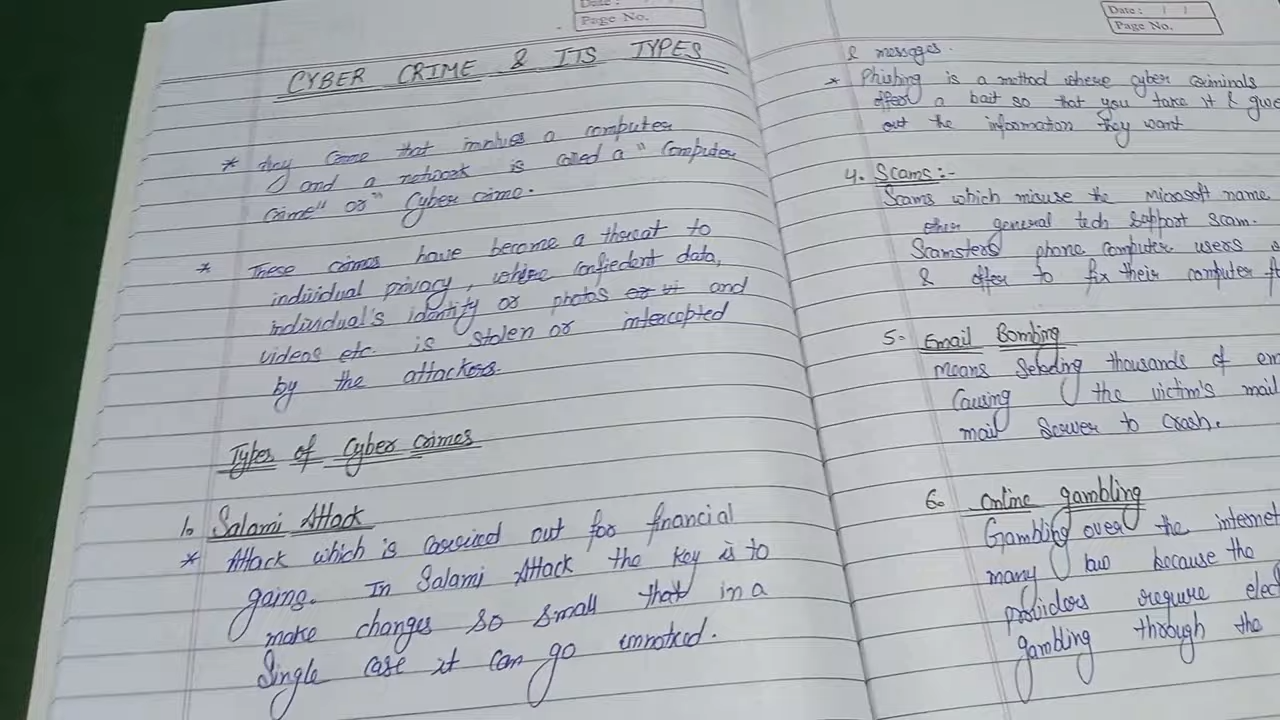 Date: / /
Page No.
CYBER CRIME & ITS TYPES
* Any crime that involves a computer
and a network is called a " Computer
Crime" or " Cyber crime.
* These crimes have become a threat to
individual privacy, where confiedent data,
individual's identity or photos and
videos etc. is stolen or intercepted
by the attackers.
Types of Cyber Crimes
1. Salami Attack
* Attack which is carried out for financial
gains. In Salami Attack the key is to
make changes so small that in a
Single case it can go unnoticed.
Date: / /
Page No.
& messages.
* Phishing is a method where cyber criminals
offer a bait so that you take it & give
out the information they want
4. Scams:-
Scams which misuse the Microsoft name
general tech support scam.
Scamsters phone computer users
& offer to fix their computer
5. Email Bombing
Means sending thousands of em
Causing the victim's mail
mail Server to Crash.
6. Online gambling
Gambling over the internet
many law because the
providers require elec
gambling through the